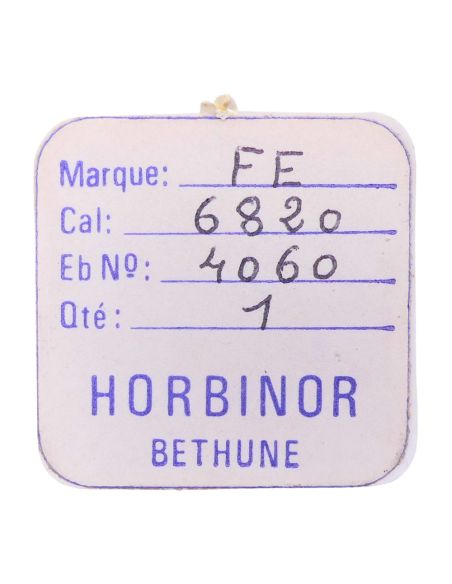 Marque: FE
Cal: 6820
Eb Nº: 4060
Qté: 1
HORBINOR
BETHUNE